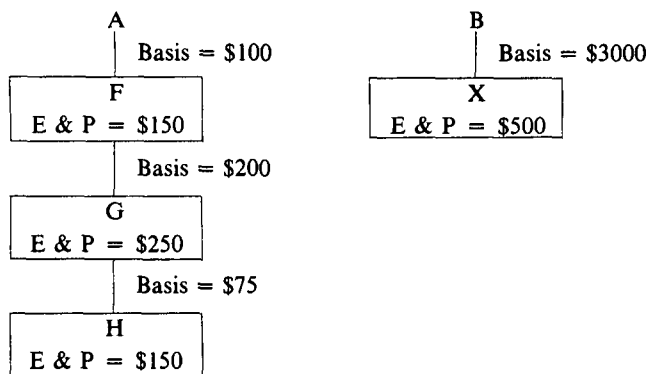 A
Basis = $100
F
E & P = $150
Basis = $200
G
E & P = $250
Basis = $75
H
E & P = $150
B
Basis = $3000
X
E & P = $500